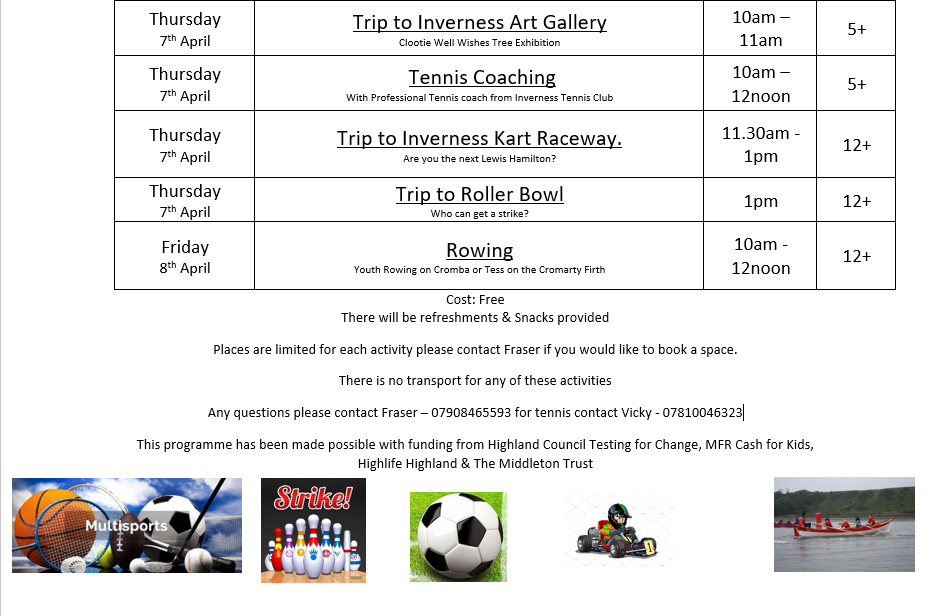 Thursday
7th April
Trip to Inverness Art Gallery
Clootie Well Wishes Tree Exhibition
10am –
11am
5+
Thursday
7th April
Tennis Coaching
With Professional Tennis coach from Inverness Tennis Club
10am –
12noon
5+
Thursday
7th April
Trip to Inverness Kart Raceway.
Are you the next Lewis Hamilton?
11.30am -
1pm
12+
Thursday
7th April
Trip to Roller Bowl
Who can get a strike?
1pm
12+
Friday
8th April
Rowing
Youth Rowing on Cromba or Tess on the Cromarty Firth
10am -
12noon
12+
Cost: Free
There will be refreshments & Snacks provided
Places are limited for each activity please contact Fraser if you would like to book a space.
There is no transport for any of these activities
Any questions please contact Fraser – 07908465593 for tennis contact Vicky - 07810046323
This programme has been made possible with funding from Highland Council Testing for Change, MFR Cash for Kids,
Highlife Highland & The Middleton Trust
Multisports
Strike!